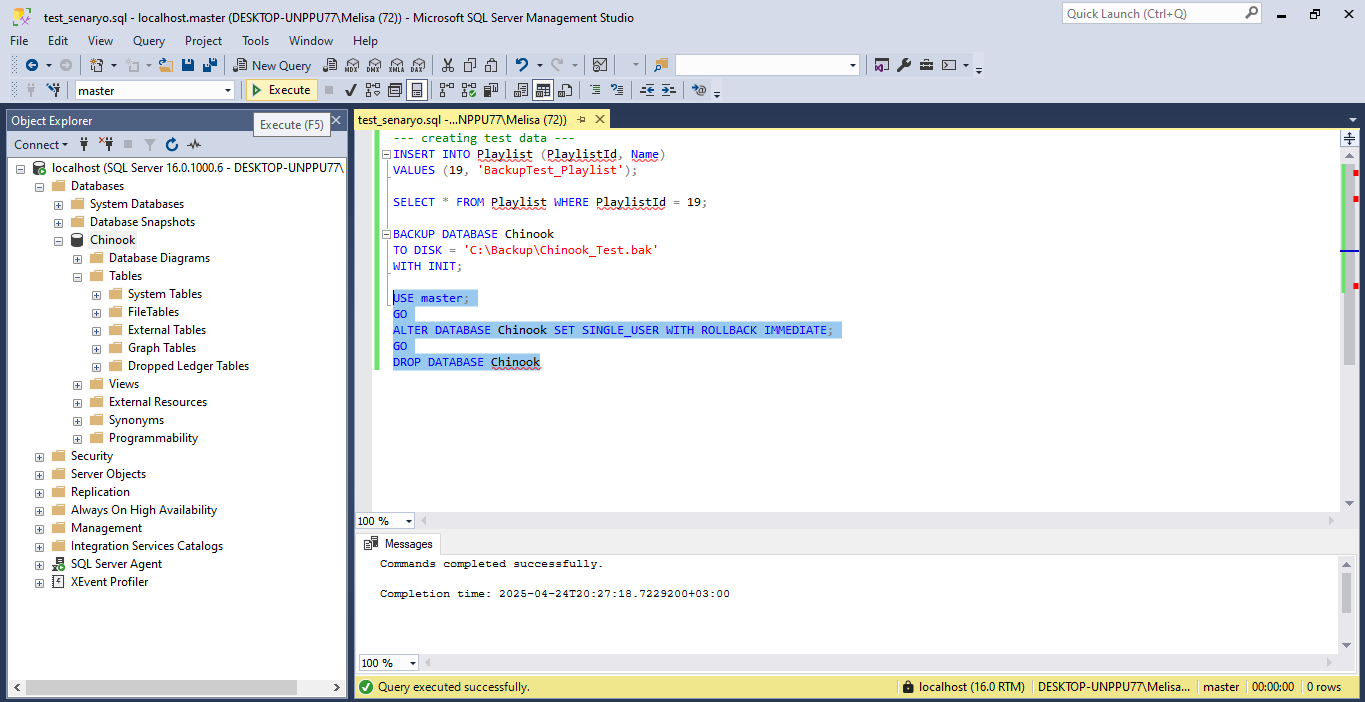 test_senaryo.sql - localhost.master (DESKTOP-UNPPU77\Melisa (72)) - Microsoft SQL Server Management Studio
Quick Launch (Ctrl+Q)
File Edit View Query Project Tools Window Help
New Query
MDX DMX XMLA DAX
master
Execute
Object Explorer
Execute (F5)
test_senaryo.sql -...NPPU77\Melisa (72))
Connect
localhost (SQL Server 16.0.1000.6 - DESKTOP-UNPPU77\
Databases
System Databases
Database Snapshots
Chinook
Database Diagrams
Tables
System Tables
FileTables
External Tables
Graph Tables
Dropped Ledger Tables
Views
External Resources
Synonyms
Programmability
Security
Server Objects
Replication
Always On High Availability
Management
Integration Services Catalogs
SQL Server Agent
XEvent Profiler
--- creating test data ---
INSERT INTO Playlist (PlaylistId, Name)
VALUES (19, 'BackupTest_Playlist');
SELECT * FROM Playlist WHERE PlaylistId = 19;
BACKUP DATABASE Chinook
TO DISK = 'C:\Backup\Chinook_Test.bak'
WITH INIT;
USE master;
GO
ALTER DATABASE Chinook SET SINGLE_USER WITH ROLLBACK IMMEDIATE;
GO
DROP DATABASE Chinook
100 %
Messages
Commands completed successfully.
Completion time: 2025-04-24T20:27:18.7229200+03:00
100 %
Query executed successfully.
localhost (16.0 RTM) DESKTOP-UNPPU77\Melisa... master 00:00:00 0 rows